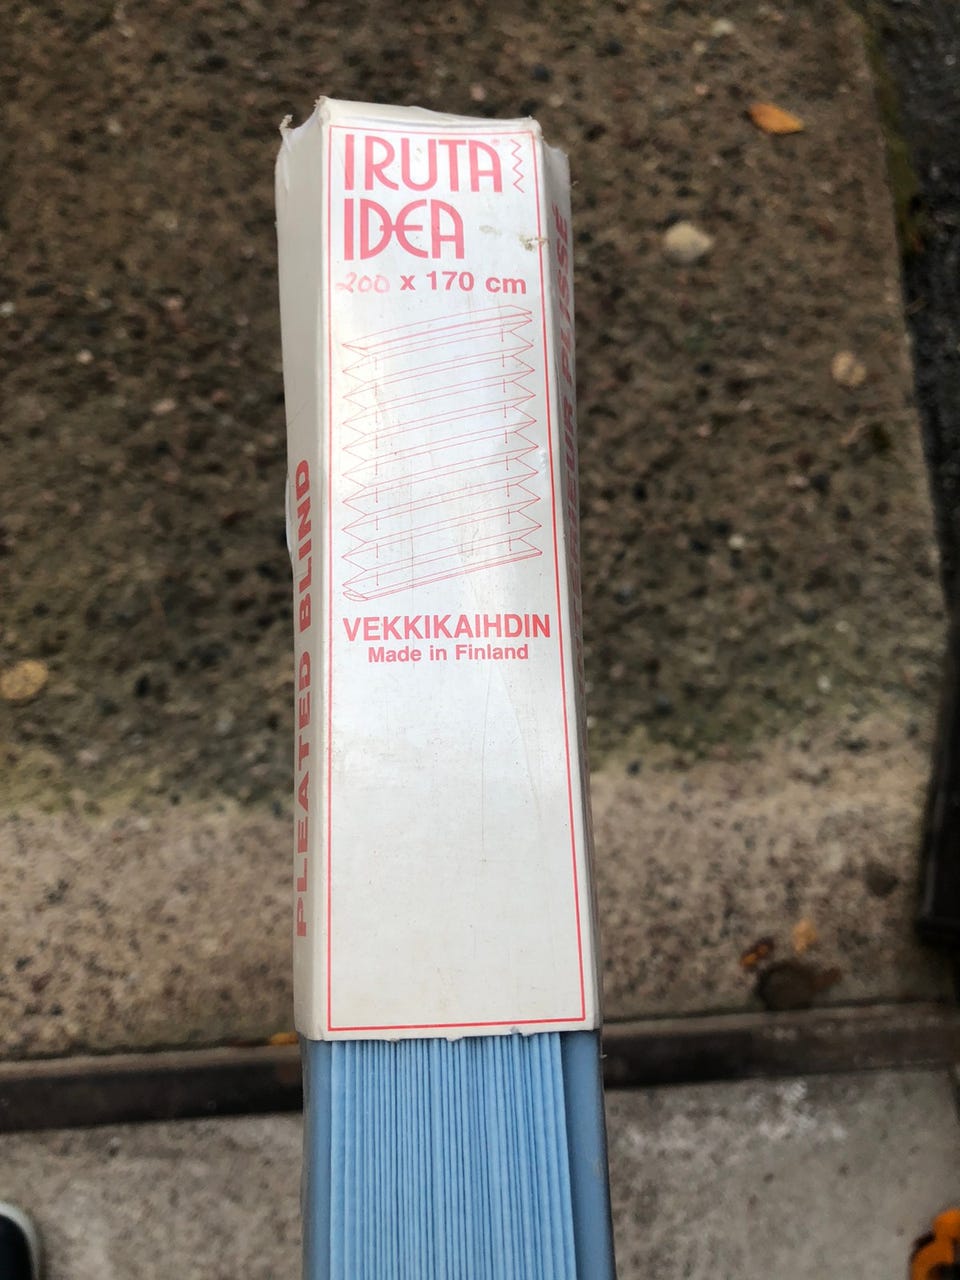 IRUTA®
IDEA
200 x 170 cm
VEKKIKAIHDIN
Made in Finland
PLEATED BLIND